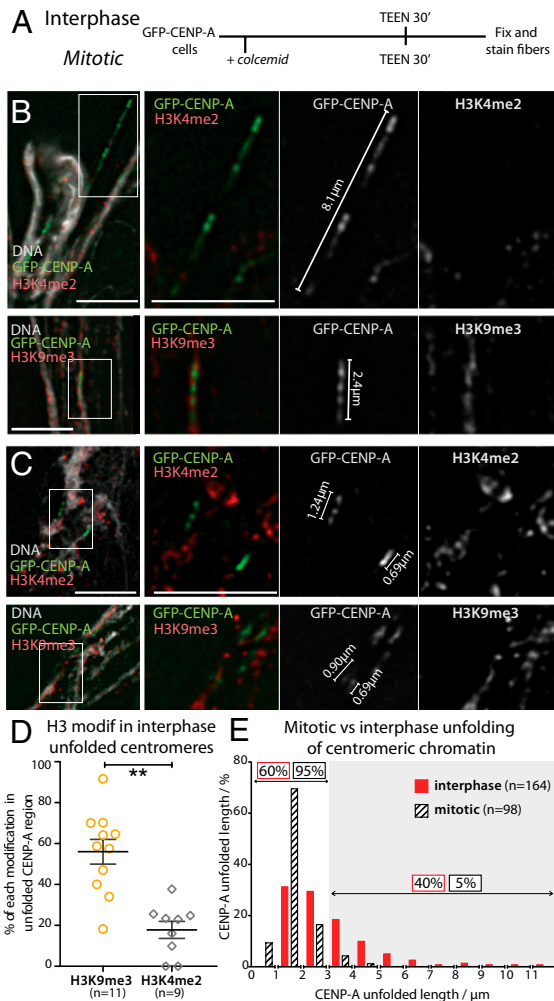 A
Interphase
Mitotic
GFP-CENP-A
cells
+ colcemid
TEEN 30'
TEEN 30'
Fix and
stain fibers
B
DNA
GFP-CENP-A
H3K4me2
GFP-CENP-A
H3K4me2
GFP-CENP-A
8.1µm
H3K4me2
DNA
GFP-CENP-A
H3K9me3
GFP-CENP-A
H3K9me3
GFP-CENP-A
2.4µm
H3K9me3
C
DNA
GFP-CENP-A
H3K4me2
GFP-CENP-A
H3K4me2
GFP-CENP-A
1.24µm
0.69µm
H3K4me2
DNA
GFP-CENP-A
H3K9me3
GFP-CENP-A
H3K9me3
GFP-CENP-A
0.90µm
0.69µm
H3K9me3
D
H3 modif in interphase
unfolded centromeres
% of each modification in
unfolded CENP-A region
100
80
60
40
20
0
**
H3K9me3
(n=11)
H3K4me2
(n=9)
E
Mitotic vs interphase unfolding
of centromeric chromatin
CENP-A unfolded length / %
80
60
40
20
0
60% 95%
interphase (n=164)
mitotic (n=98)
40% 5%
0 1 2 3 4 5 6 7 8 9 10 11
CENP-A unfolded length / µm